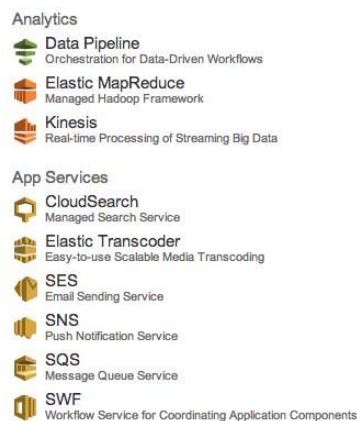 Analytics
Data Pipeline
Orchestration for Data-Driven Workflows
Elastic MapReduce
Managed Hadoop Framework
Kinesis
Real-time Processing of Streaming Big Data
App Services
CloudSearch
Managed Search Service
Elastic Transcoder
Easy-to-use Scalable Media Transcoding
SES
Email Sending Service
SNS
Push Notification Service
SQS
Message Queue Service
SWF
Workflow Service for Coordinating Application Components